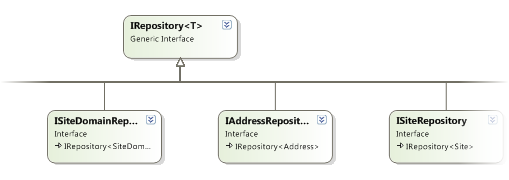 IRepository<T>
Generic Interface
ISiteDomainRep...
Interface
IRepository<SiteDom...
IAddressReposit...
Interface
IRepository<Address>
ISiteRepository
Interface
IRepository<Site>